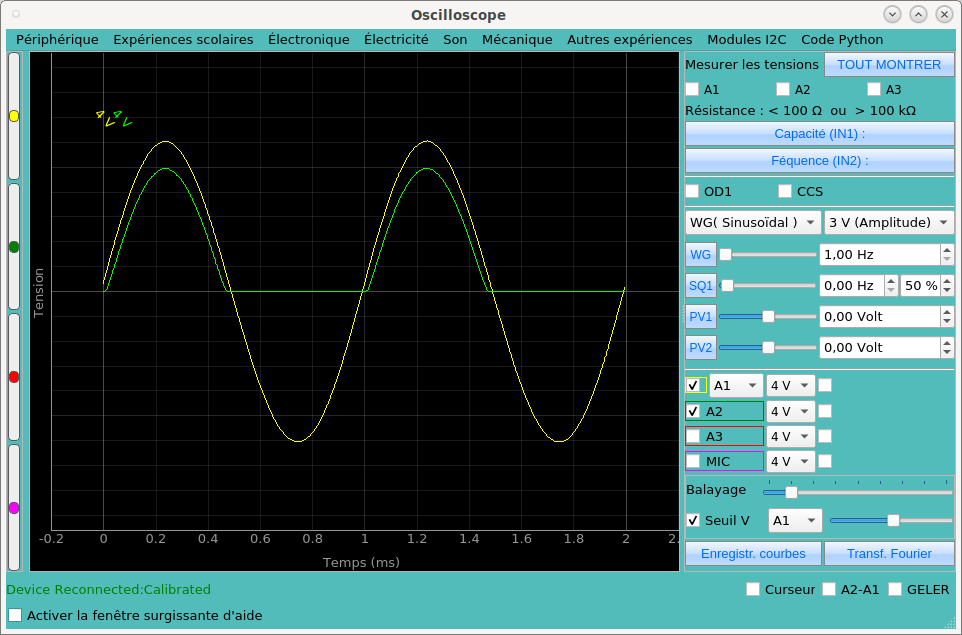 Oscilloscope
Périphérique Expériences scolaires Électronique Électricité Son Mécanique Autres expériences Modules I2C Code Python
Mesurer les tensions TOUT MONTRER
A1 A2 A3
Résistance : < 100 Ω ou > 100 kΩ
Capacité (IN1) :
Féquence (IN2) :
OD1 CCS
WG( Sinusoïdal ) 3 V (Amplitude)
WG 1,00 Hz
SQ1 0,00 Hz 50 %
PV1 0,00 Volt
PV2 0,00 Volt
A1 4 V
A2 4 V
A3 4 V
MIC 4 V
Balayage
Seuil V A1
Enregistr. courbes Transf. Fourier
4 V 4 V
Tension
-0.2 0 0.2 0.4 0.6 0.8 1 1.2 1.4 1.6 1.8 2 2.
Temps (ms)
Device Reconnected:Calibrated
Curseur A2-A1 GELER
Activer la fenêtre surgissante d'aide